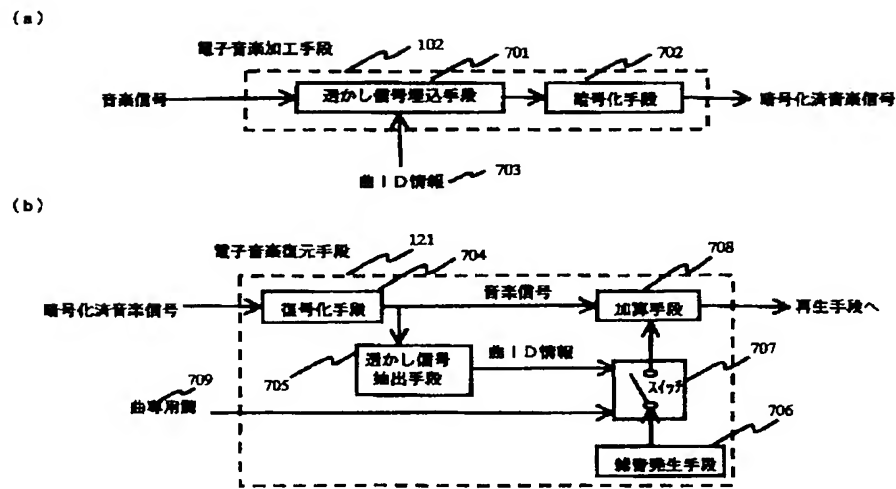 (a)
電子音楽加工手段
102
701
702
音楽信号
透かし信号埋込手段
暗号化手段
暗号化済音楽信号
曲ID情報
703
(b)
電子音楽復元手段
121
704
708
暗号化済音楽信号
復号化手段
音楽信号
加算手段
再生手段へ
705
透かし信号
抽出手段
曲ID情報
707
スイッチ
709
曲専用鍵
706
雑音発生手段